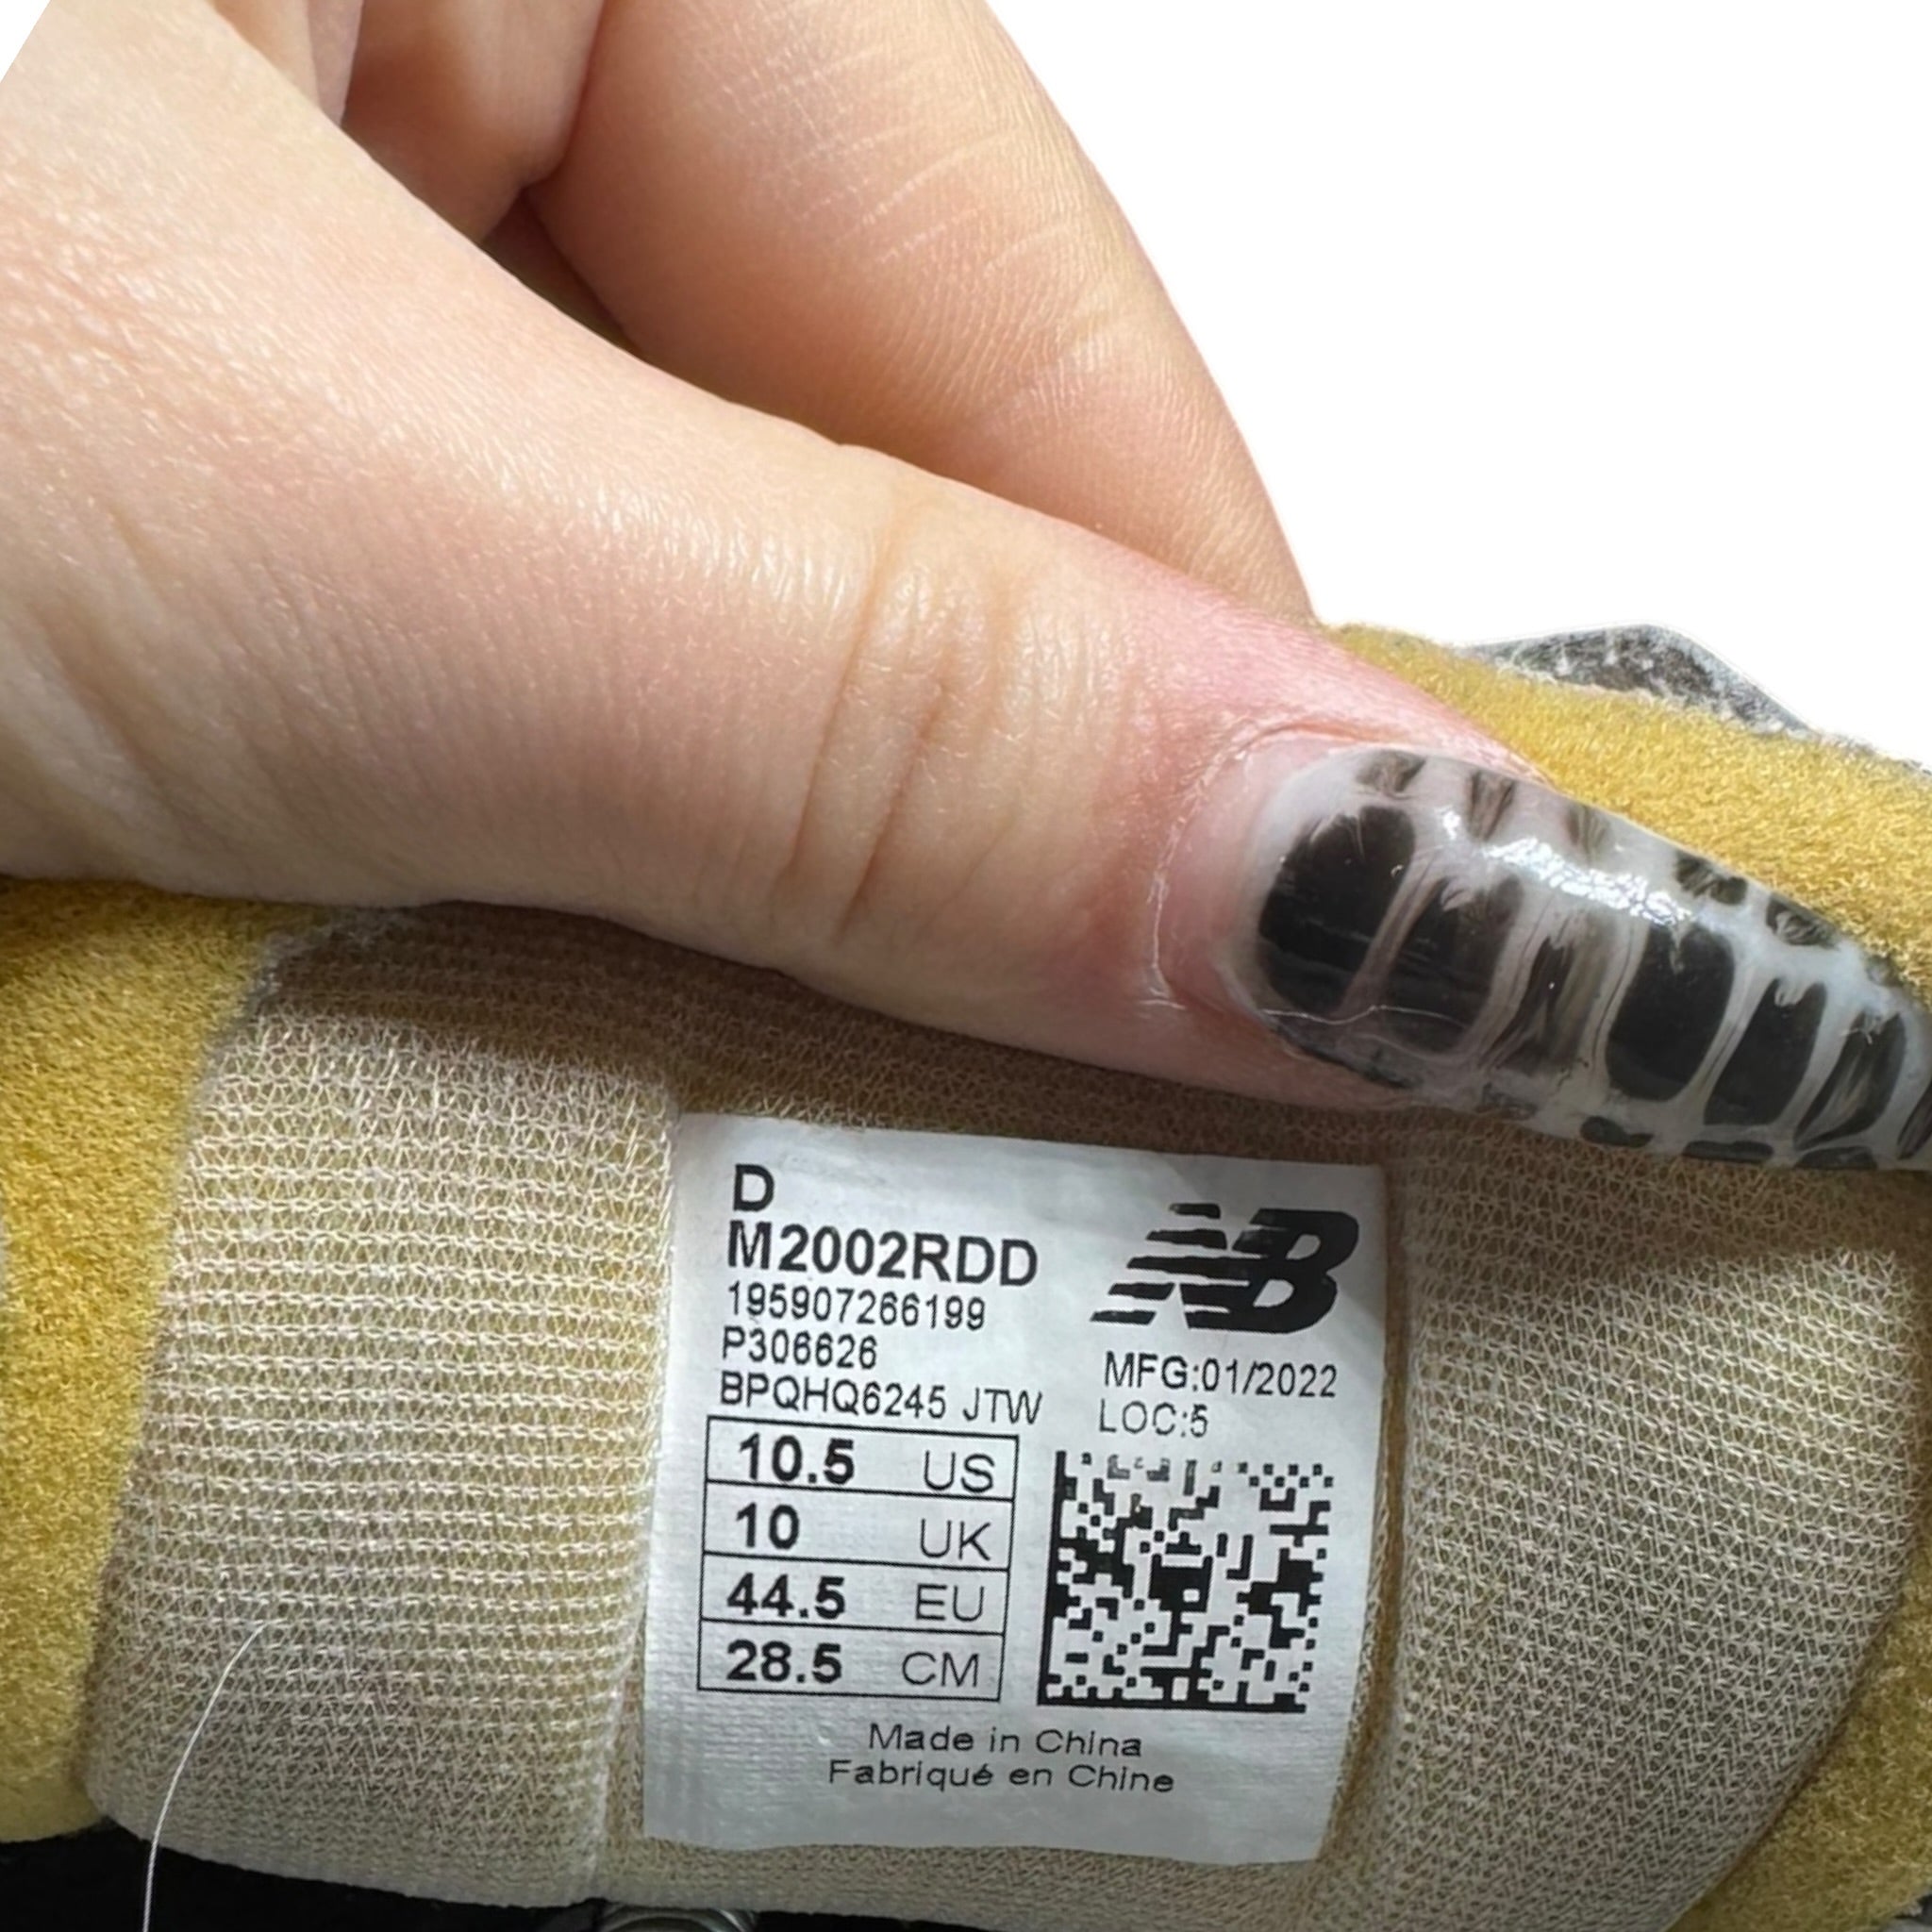 D
M2002RDD
195907266199
P306626
BPQHQ6245 JTW
NB
MFG:01/2022
LOC:5
10.5 US
10 UK
44.5 EU
28.5 CM
Made in China
Fabriqué en Chine